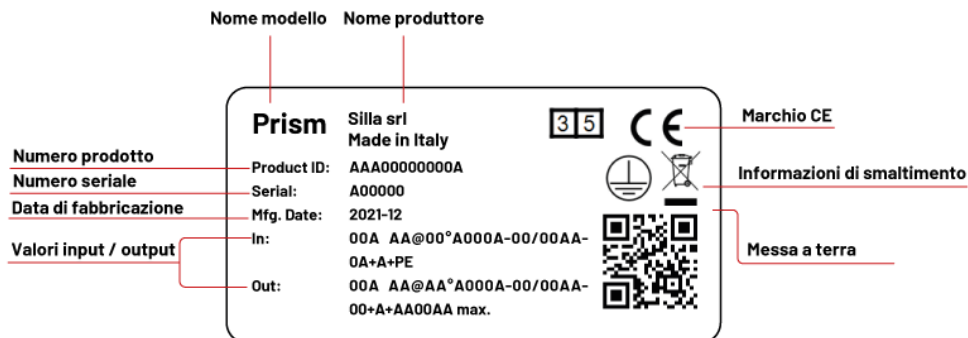 Nome modello Nome produttore
Prism Silla srl 35 CE Marchio CE
Made in Italy
Numero prodotto Product ID: AAA00000000A
Informazioni di smaltimento
Numero seriale Serial: A00000
Data di fabbricazione Mfg. Date: 2021-12
Valori input / output In: 00A AA@00°A000A-00/00AA-
0A+A+PE
Messa a terra
Out: 00A AA@AA°A000A-00/00AA-
00+A+AA00AA max.